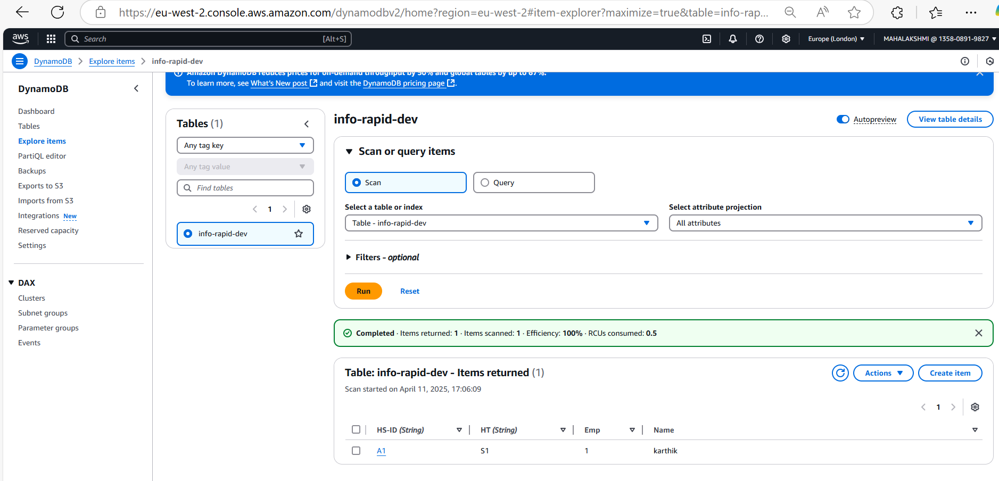 https://eu-west-2.console.aws.amazon.com/dynamodbv2/home?region=eu-west-2#item-explorer?maximize=true&table=info-rap...
aws Search [Alt+S] Europe (London) MAHALAKSHMI @ 1358-0891-9827
DynamoDB Explore items info-rapid-dev
Amazon DynamoDB reduces prices for on-demand throughput by 50% and global tables by up to 67%.
To learn more, see What's New post and visit the DynamoDB pricing page .
DynamoDB
Dashboard
Tables
Explore items
PartiQL editor
Backups
Exports to S3
Imports from S3
Integrations New
Reserved capacity
Settings
DAX
Clusters
Subnet groups
Parameter groups
Events
Tables (1)
Any tag key
Any tag value
Find tables
1
info-rapid-dev
info-rapid-dev
Autopreview View table details
Scan or query items
Scan Query
Select a table or index Select attribute projection
Table - info-rapid-dev All attributes
Filters - optional
Run Reset
Completed · Items returned: 1 · Items scanned: 1 · Efficiency: 100% · RCUs consumed: 0.5
Table: info-rapid-dev - Items returned (1)
Actions Create item
Scan started on April 11, 2025, 17:06:09
1
HS-ID (String) HT (String) Emp Name
A1 S1 1 karthik